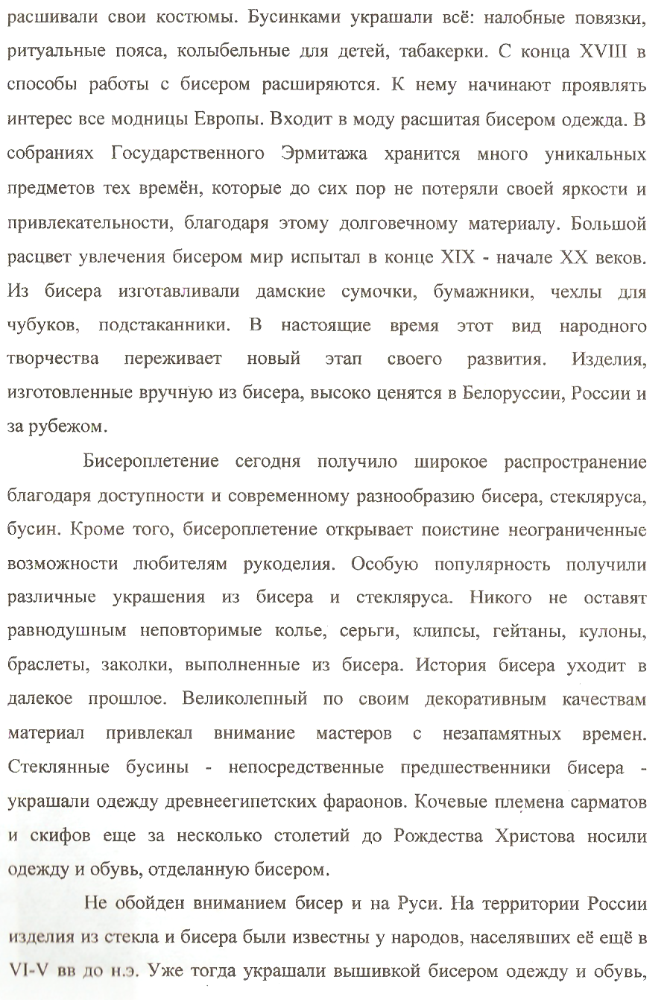 расшивали свои костюмы. Бусинками украшали всё: налобные повязки,
ритуальные пояса, колыбельные для детей, табакерки. С конца XVIII в
способы работы с бисером расширяются. К нему начинают проявлять
интерес все модницы Европы. Входит в моду расшитая бисером одежда. В
собраниях Государственного Эрмитажа хранится много уникальных
предметов тех времён, которые до сих пор не потеряли своей яркости и
привлекательности, благодаря этому долговечному материалу. Большой
расцвет увлечения бисером мир испытал в конце XIX - начале XX веков.
Из бисера изготавливали дамские сумочки, бумажники, чехлы для
чубуков, подстаканники. В настоящие время этот вид народного
творчества переживает новый этап своего развития. Изделия,
изготовленные вручную из бисера, высоко ценятся в Белоруссии, России и
за рубежом.
Бисероплетение сегодня получило широкое распространение
благодаря доступности и современному разнообразию бисера, стекляруса,
бусин. Кроме того, бисероплетение открывает поистине неограниченные
возможности любителям рукоделия. Особую популярность получили
различные украшения из бисера и стекляруса. Никого не оставят
равнодушным неповторимые колье, серьги, клипсы, гейтаны, кулоны,
браслеты, заколки, выполненные из бисера. История бисера уходит в
далекое прошлое. Великолепный по своим декоративным качествам
материал привлекал внимание мастеров с незапамятных времен.
Стеклянные бусины - непосредственные предшественники бисера -
украшали одежду древнеегипетских фараонов. Кочевые племена сарматов
и скифов еще за несколько столетий до Рождества Христова носили
одежду и обувь, отделанную бисером.
Не обойден вниманием бисер и на Руси. На территории России
изделия из стекла и бисера были известны у народов, населявших её ещё в
VI-V вв до н.э. Уже тогда украшали вышивкой бисером одежду и обувь,